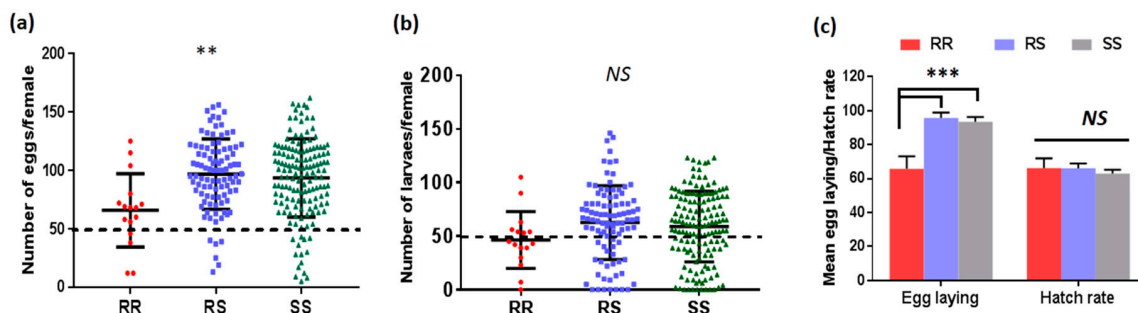 (a)
**
Number of eggs/female
200
150
100
50
0
RR RS SS
(b)
NS
Number of larvaes/female
200
150
100
50
0
RR RS SS
(c)
RR RS SS
Mean egg laying/Hatch rate
120
100
80
60
40
20
0
***
NS
Egg laying Hatch rate